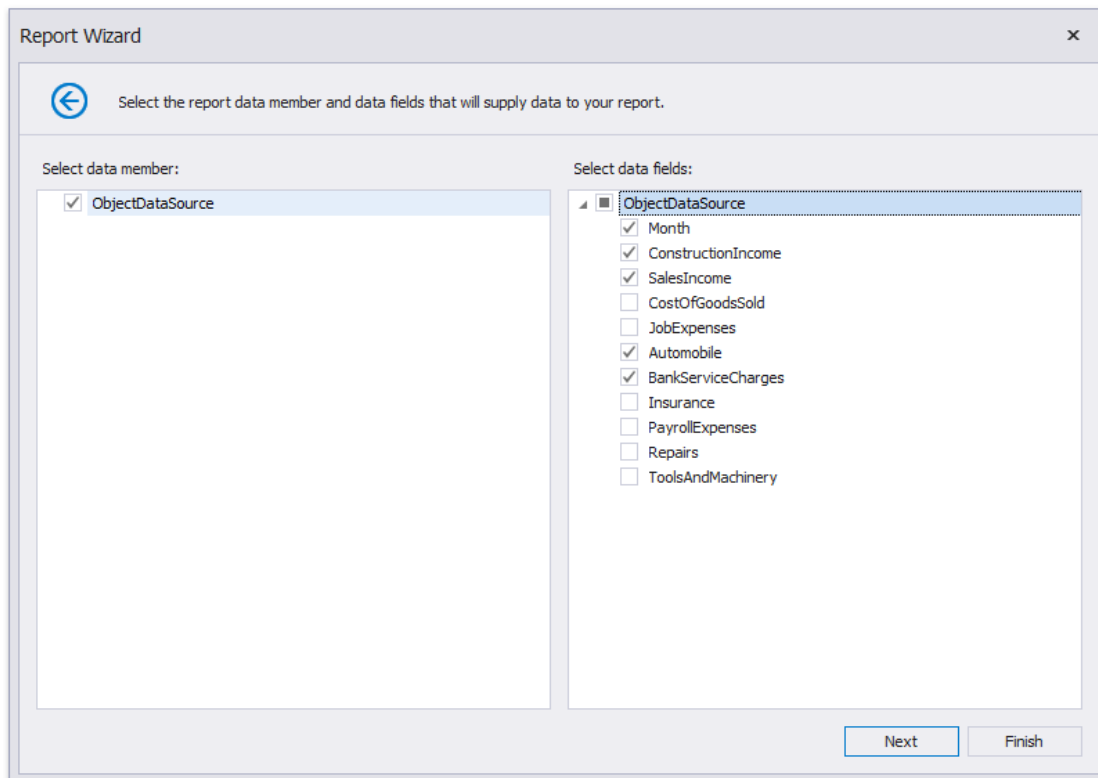 Report Wizard
Select the report data member and data fields that will supply data to your report.
Select data member:
ObjectDataSource
Select data fields:
ObjectDataSource
Month
ConstructionIncome
SalesIncome
CostOfGoodsSold
JobExpenses
Automobile
BankServiceCharges
Insurance
PayrollExpenses
Repairs
ToolsAndMachinery
Next
Finish